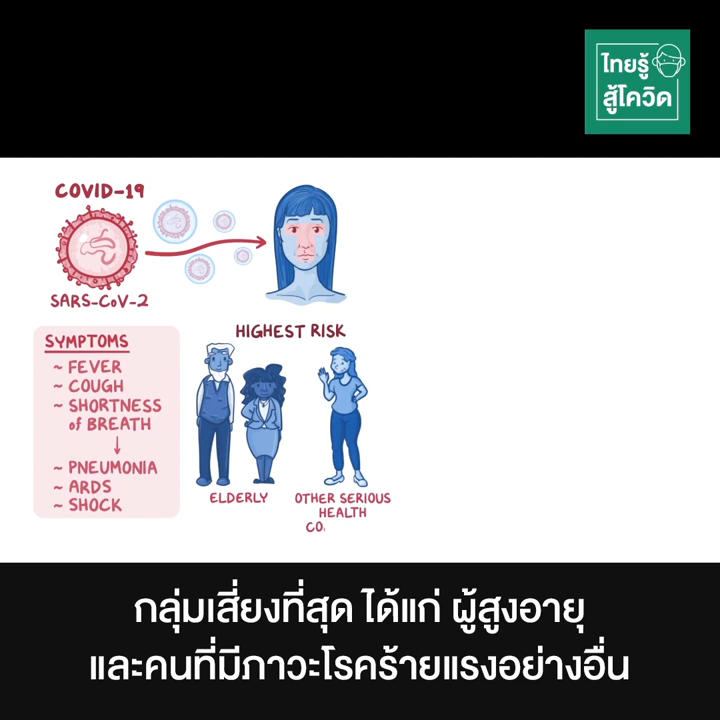 ไทยรู้
สู้โควิด
COVID-19
SARS-CoV-2
SYMPTOMS
~ FEVER
~ COUGH
~ SHORTNESS
of BREATH
~ PNEUMONIA
~ ARDS
~ SHOCK
HIGHEST RISK
ELDERLY
OTHER SERIOUS
HEALTH
กลุ่มเสี่ยงที่สุด ได้แก่ ผู้สูงอายุ
และคนที่มีภาวะโรคร้ายแรงอย่างอื่น